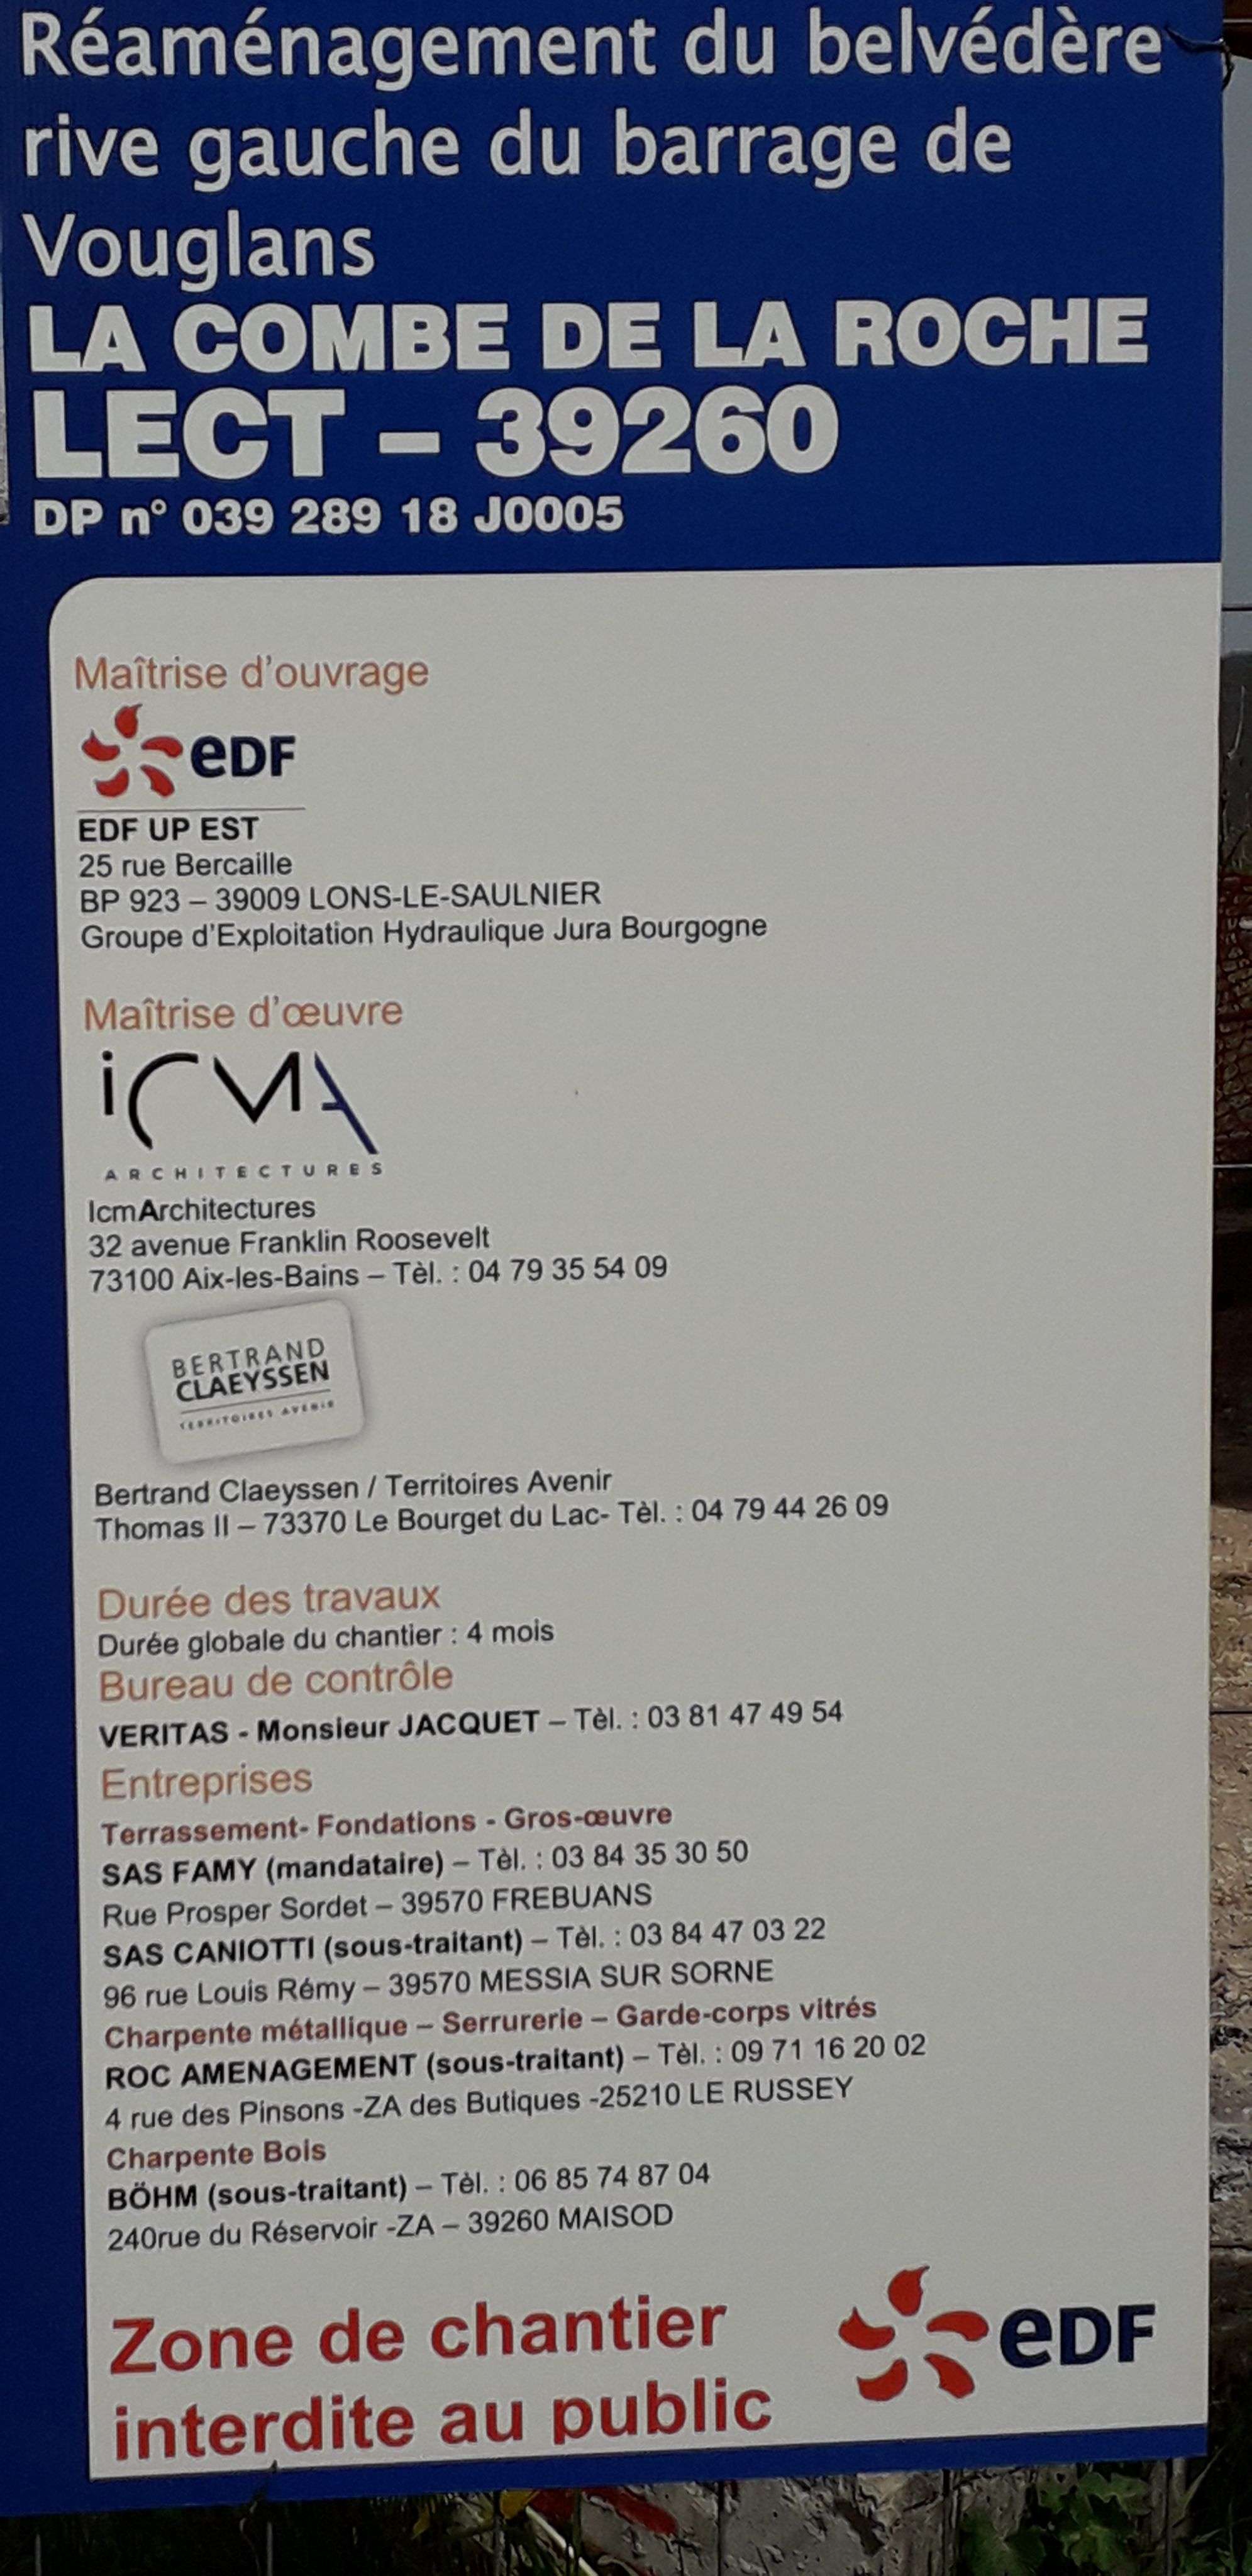 Réaménagement du belvédère
rive gauche du barrage de
Vouglans
LA COMBE DE LA ROCHE
LECT – 39260
DP n° 039 289 18 J0005
Maîtrise d'ouvrage
eDF
EDF UP EST
25 rue Bercaille
BP 923 – 39009 LONS-LE-SAULNIER
Groupe d'Exploitation Hydraulique Jura Bourgogne
Maîtrise d'œuvre
iCMA
ARCHITECTURES
IcmArchitectures
32 avenue Franklin Roosevelt
73100 Aix-les-Bains – Tèl. : 04 79 35 54 09
BERTRAND
CLAEYSSEN
TERRITOIRES AVENIR
Bertrand Claeyssen / Territoires Avenir
Thomas II – 73370 Le Bourget du Lac- Tèl. : 04 79 44 26 09
Durée des travaux
Durée globale du chantier : 4 mois
Bureau de contrôle
VERITAS - Monsieur JACQUET – Tèl. : 03 81 47 49 54
Entreprises
Terrassement- Fondations - Gros-œuvre
SAS FAMY (mandataire) – Tèl. : 03 84 35 30 50
Rue Prosper Sordet – 39570 FREBUANS
SAS CANIOTTI (sous-traitant) – Tèl. : 03 84 47 03 22
96 rue Louis Rémy – 39570 MESSIA SUR SORNE
Charpente métallique – Serrurerie – Garde-corps vitrés
ROC AMENAGEMENT (sous-traitant) – Tèl. : 09 71 16 20 02
4 rue des Pinsons -ZA des Butiques -25210 LE RUSSEY
Charpente Bois
BÖHM (sous-traitant) – Tèl. : 06 85 74 87 04
240rue du Réservoir -ZA – 39260 MAISOD
Zone de chantier
interdite au public
eDF